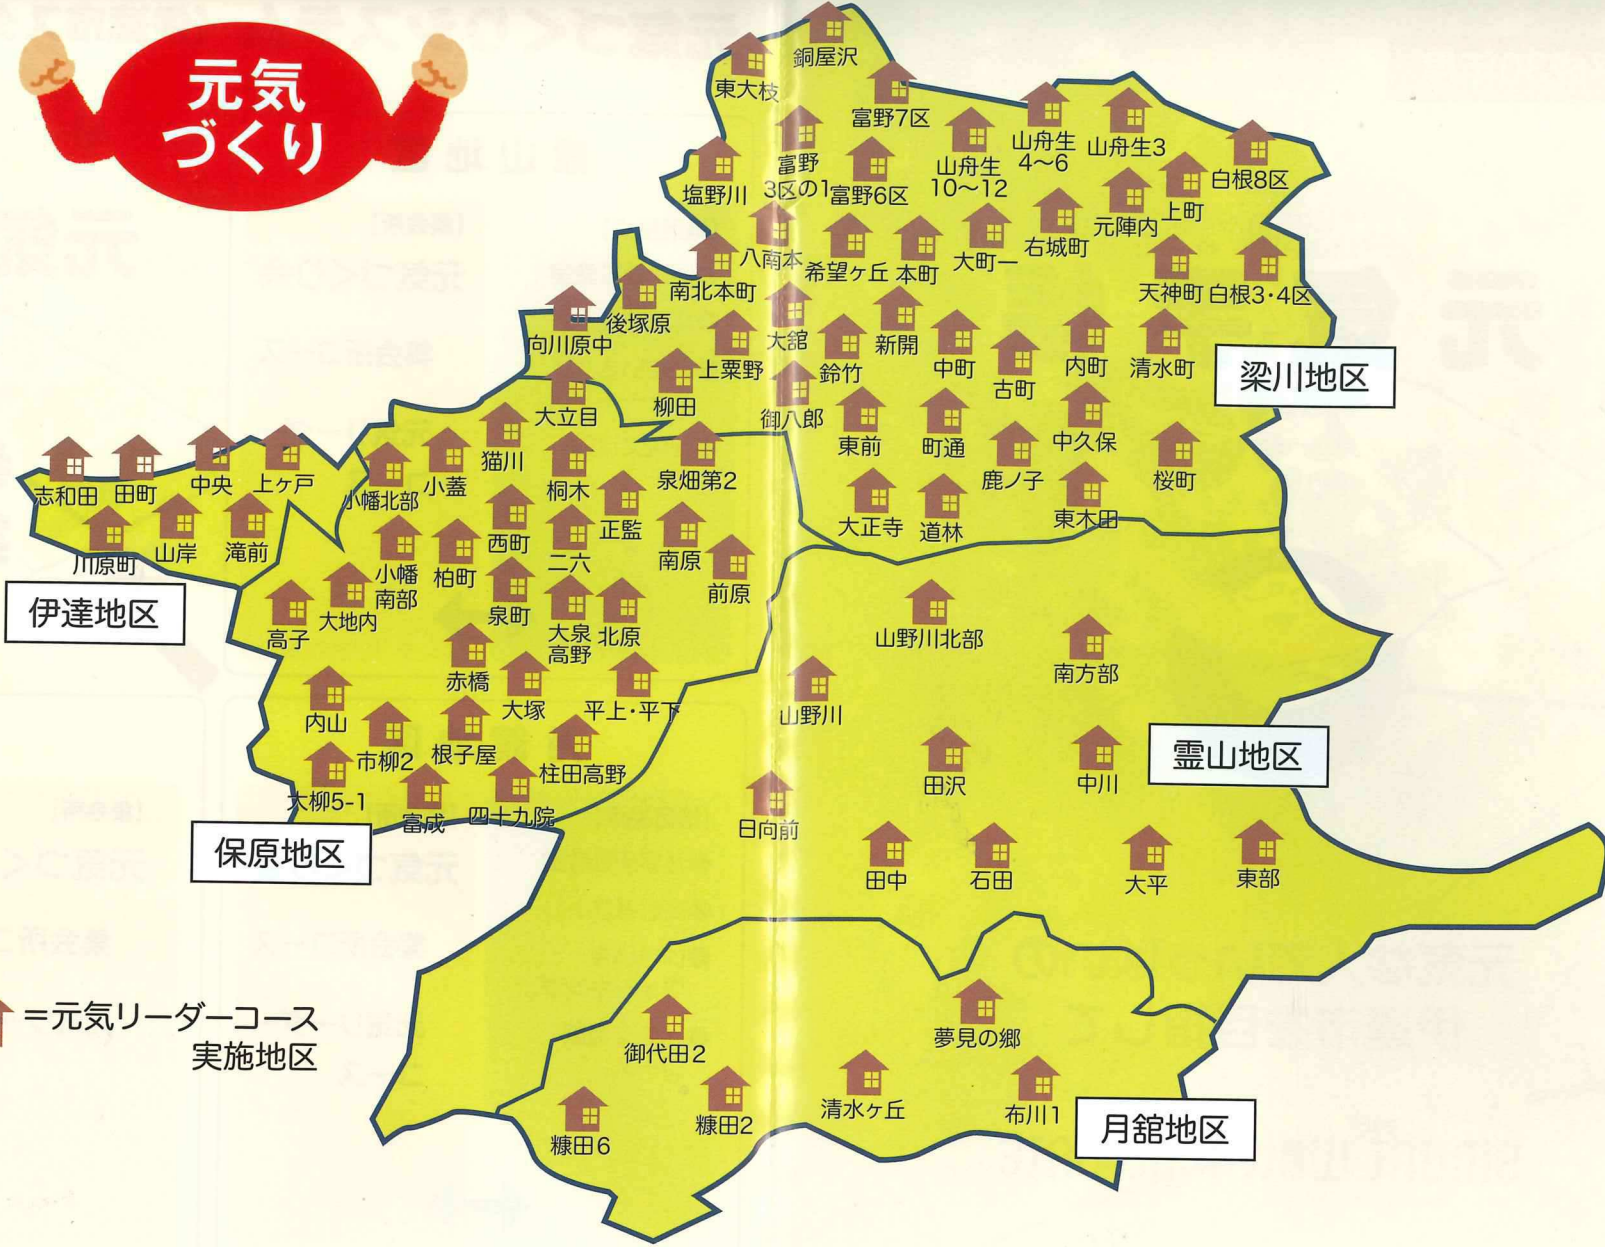 元気
づくり
銅屋沢
東大枝
富野7区
山舟生
4〜6
山舟生3
富野
3区の1
富野6区
山舟生
10〜12
白根8区
塩野川
上町
元陣内
右城町
八南本
希望ヶ丘
本町
大町一
南北本町
天神町
白根3・4区
後塚原
向川原中
大舘
新開
上粟野
鈴竹
中町
古町
内町
清水町
梁川地区
柳田
大立目
御八郎
東前
町通
中久保
猫川
泉畑第2
鹿ノ子
桜町
志和田
田町
中央
上ヶ戸
小幡北部
小蓋
桐木
大正寺
道林
東木田
川原町
山岸
滝前
西町
正監
二六
南原
前原
小幡
南部
柏町
伊達地区
高子
大地内
泉町
大泉
高野
北原
山野川北部
南方部
赤橋
大塚
平上・平下
山野川
内山
市柳2
根子屋
柱田高野
田沢
中川
霊山地区
大柳5-1
富成
四十九院
日向前
保原地区
田中
石田
大平
東部
=元気リーダーコース
実施地区
御代田2
夢見の郷
糠田6
糠田2
清水ヶ丘
布川1
月舘地区